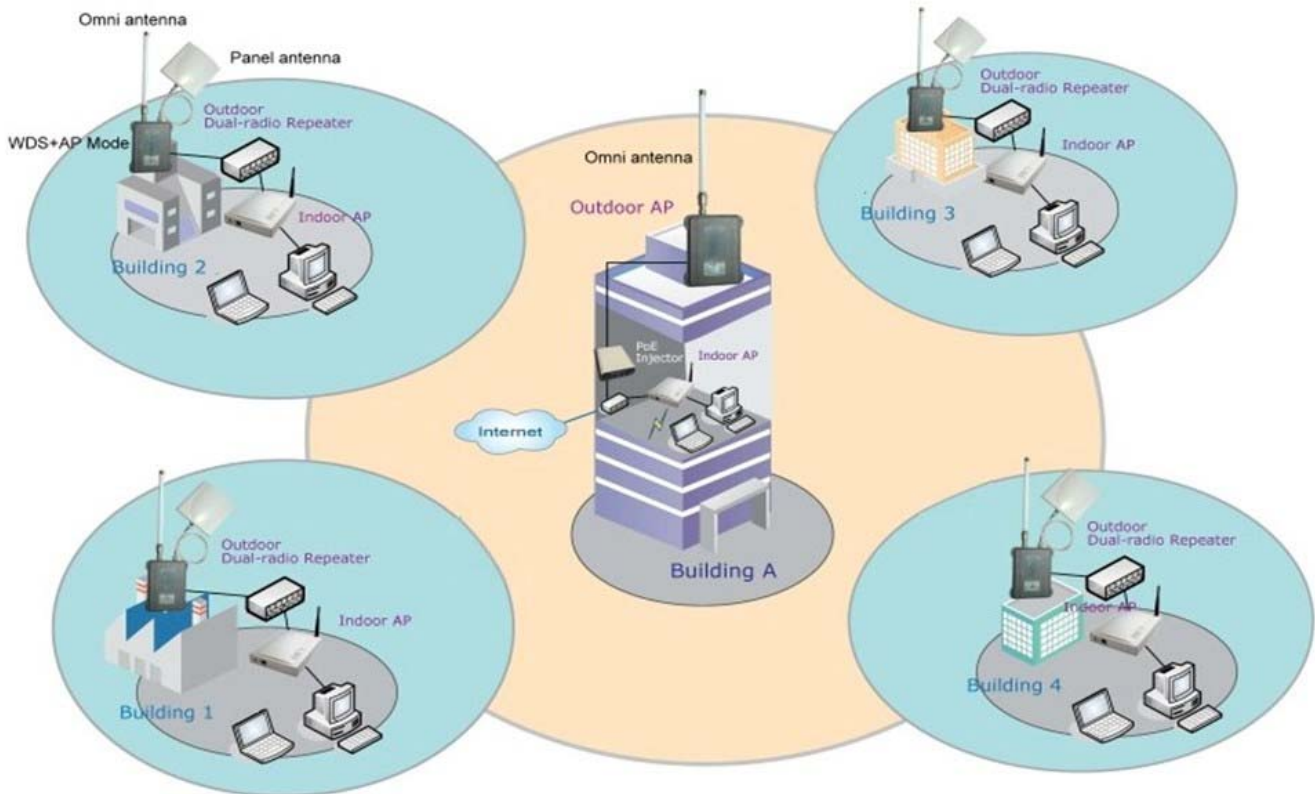 Omni antenna
Panel antenna
Outdoor
Dual-radio Repeater
WDS+AP Mode
Indoor AP
Building 2
Omni antenna
Outdoor AP
PoE
Injector
Indoor AP
Internet
Building A
Outdoor
Dual-radio Repeater
Indoor AP
Building 3
Outdoor
Dual-radio Repeater
Indoor AP
Building 1
Outdoor
Dual-radio Repeater
Indoor AP
Building 4